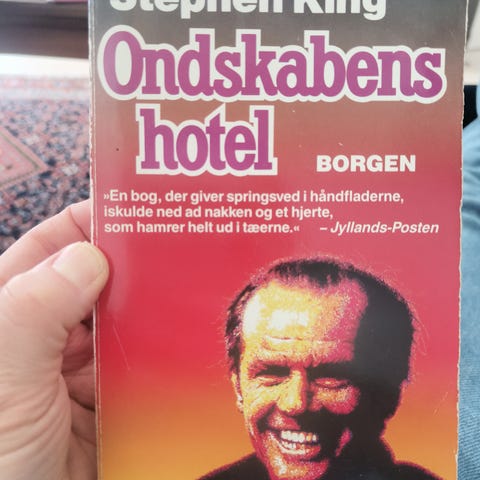 Stephen King
Ondskabens
hotel
BORGEN
»En bog, der giver springsved i håndfladerne,
iskulde ned ad nakken og et hjerte,
som hamrer helt ud i tæerne.« – Jyllands-Posten